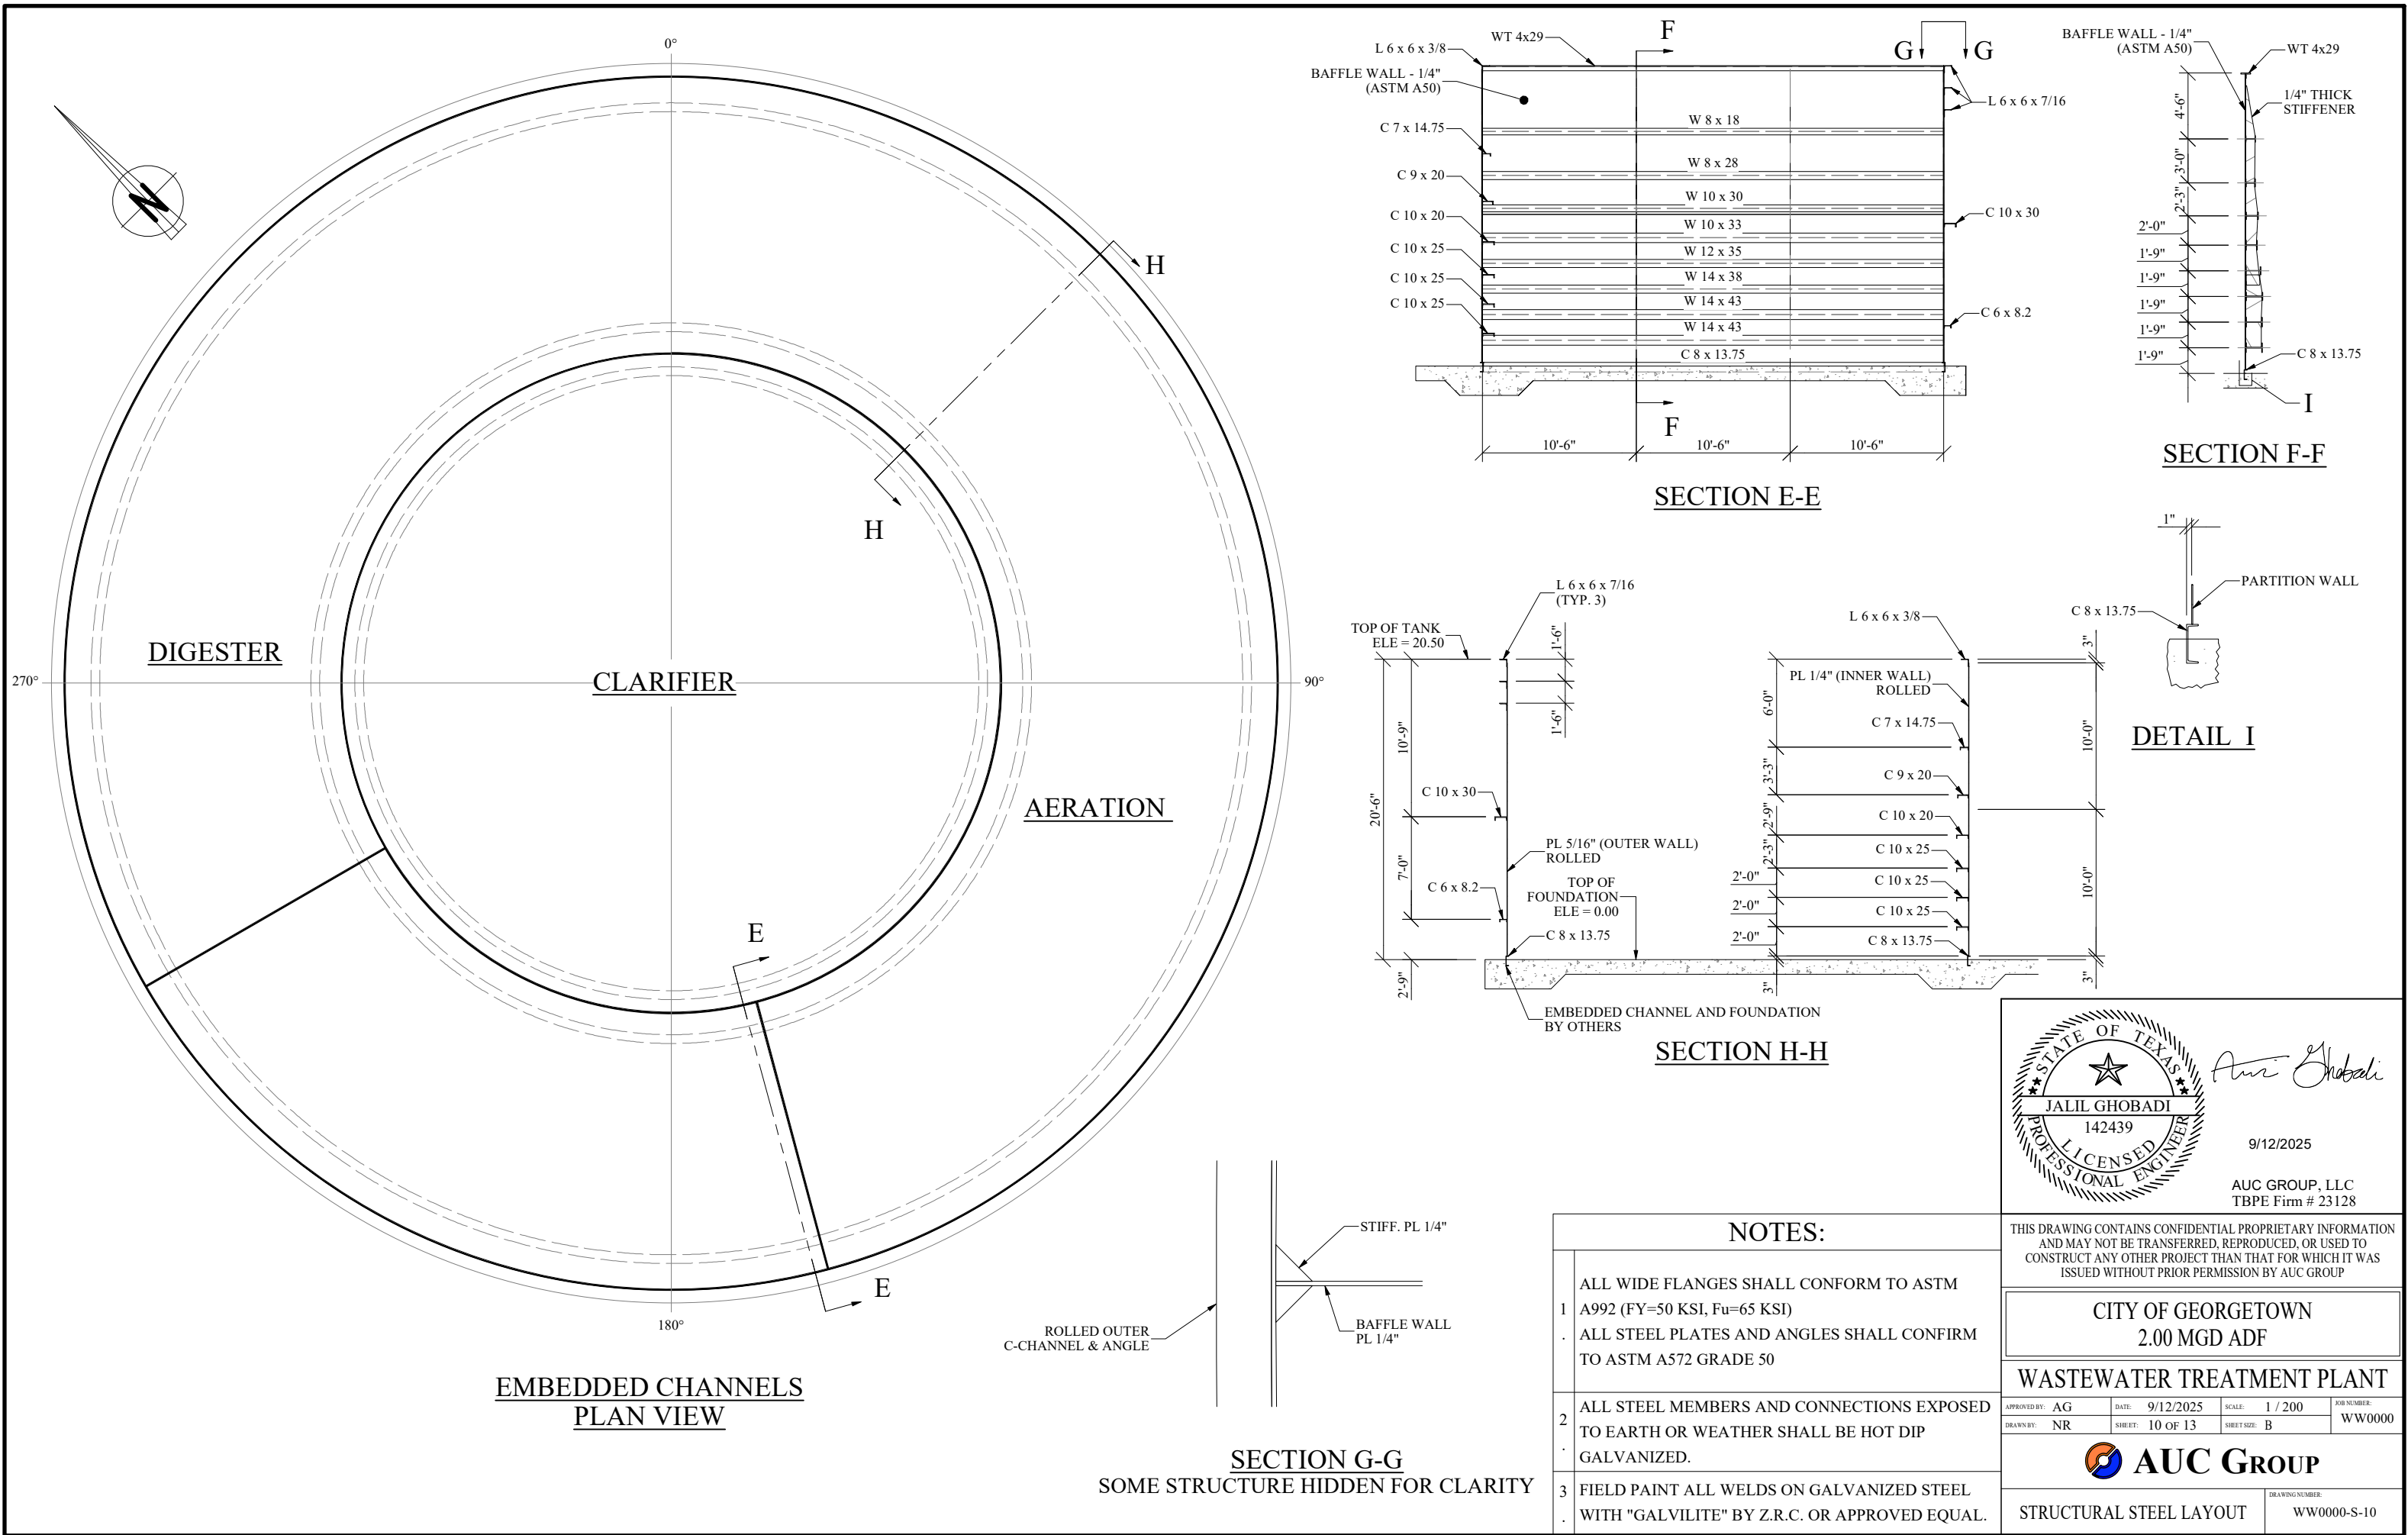 0°
N
H
H
DIGESTER
CLARIFIER
270°
90°
AERATION
E
E
180°
EMBEDDED CHANNELS
PLAN VIEW
L 6 x 6 x 3/8
WT 4x29
F
G
G
BAFFLE WALL - 1/4"
(ASTM A50)
L 6 x 6 x 7/16
W 8 x 18
C 7 x 14.75
W 8 x 28
C 9 x 20
W 10 x 30
C 10 x 20
C 10 x 30
W 10 x 33
C 10 x 25
W 12 x 35
C 10 x 25
W 14 x 38
C 10 x 25
W 14 x 43
C 6 x 8.2
W 14 x 43
C 8 x 13.75
F
10'-6"
10'-6"
10'-6"
SECTION E-E
BAFFLE WALL - 1/4"
(ASTM A50)
WT 4x29
1/4" THICK
STIFFENER
4'-6"
3'-0"
2'-3"
2'-0"
1'-9"
1'-9"
1'-9"
1'-9"
1'-9"
C 8 x 13.75
I
SECTION F-F
1"
PARTITION WALL
C 8 x 13.75
DETAIL I
L 6 x 6 x 7/16
(TYP. 3)
TOP OF TANK
ELE = 20.50
1'-6"
1'-6"
10'-9"
20'-6"
C 10 x 30
7'-0"
PL 5/16" (OUTER WALL)
ROLLED
C 6 x 8.2
TOP OF
FOUNDATION
ELE = 0.00
C 8 x 13.75
2'-9"
EMBEDDED CHANNEL AND FOUNDATION
BY OTHERS
L 6 x 6 x 3/8
PL 1/4" (INNER WALL)
ROLLED
6'-0"
C 7 x 14.75
3'-3"
C 9 x 20
2'-9"
C 10 x 20
2'-3"
C 10 x 25
2'-0"
C 10 x 25
2'-0"
C 10 x 25
2'-0"
C 8 x 13.75
3"
3"
10'-0"
10'-0"
3"
SECTION H-H
STIFF. PL 1/4"
ROLLED OUTER
C-CHANNEL & ANGLE
BAFFLE WALL
PL 1/4"
SECTION G-G
SOME STRUCTURE HIDDEN FOR CLARITY
NOTES:
1. ALL WIDE FLANGES SHALL CONFORM TO ASTM
A992 (FY=50 KSI, Fu=65 KSI)
ALL STEEL PLATES AND ANGLES SHALL CONFIRM
TO ASTM A572 GRADE 50
2. ALL STEEL MEMBERS AND CONNECTIONS EXPOSED
TO EARTH OR WEATHER SHALL BE HOT DIP
GALVANIZED.
3. FIELD PAINT ALL WELDS ON GALVANIZED STEEL
WITH "GALVILITE" BY Z.R.C. OR APPROVED EQUAL.
STATE OF TEXAS
JALIL GHOBADI
142439
LICENSED
PROFESSIONAL ENGINEER
9/12/2025
AUC GROUP, LLC
TBPE Firm # 23128
THIS DRAWING CONTAINS CONFIDENTIAL PROPRIETARY INFORMATION
AND MAY NOT BE TRANSFERRED, REPRODUCED, OR USED TO
CONSTRUCT ANY OTHER PROJECT THAN THAT FOR WHICH IT WAS
ISSUED WITHOUT PRIOR PERMISSION BY AUC GROUP
CITY OF GEORGETOWN
2.00 MGD ADF
WASTEWATER TREATMENT PLANT
APPROVED BY: AG
DATE: 9/12/2025
SCALE: 1 / 200
JOB NUMBER: WW0000
DRAWN BY: NR
SHEET: 10 OF 13
SHEET SIZE: B
AUC GROUP
STRUCTURAL STEEL LAYOUT
DRAWING NUMBER: WW0000-S-10